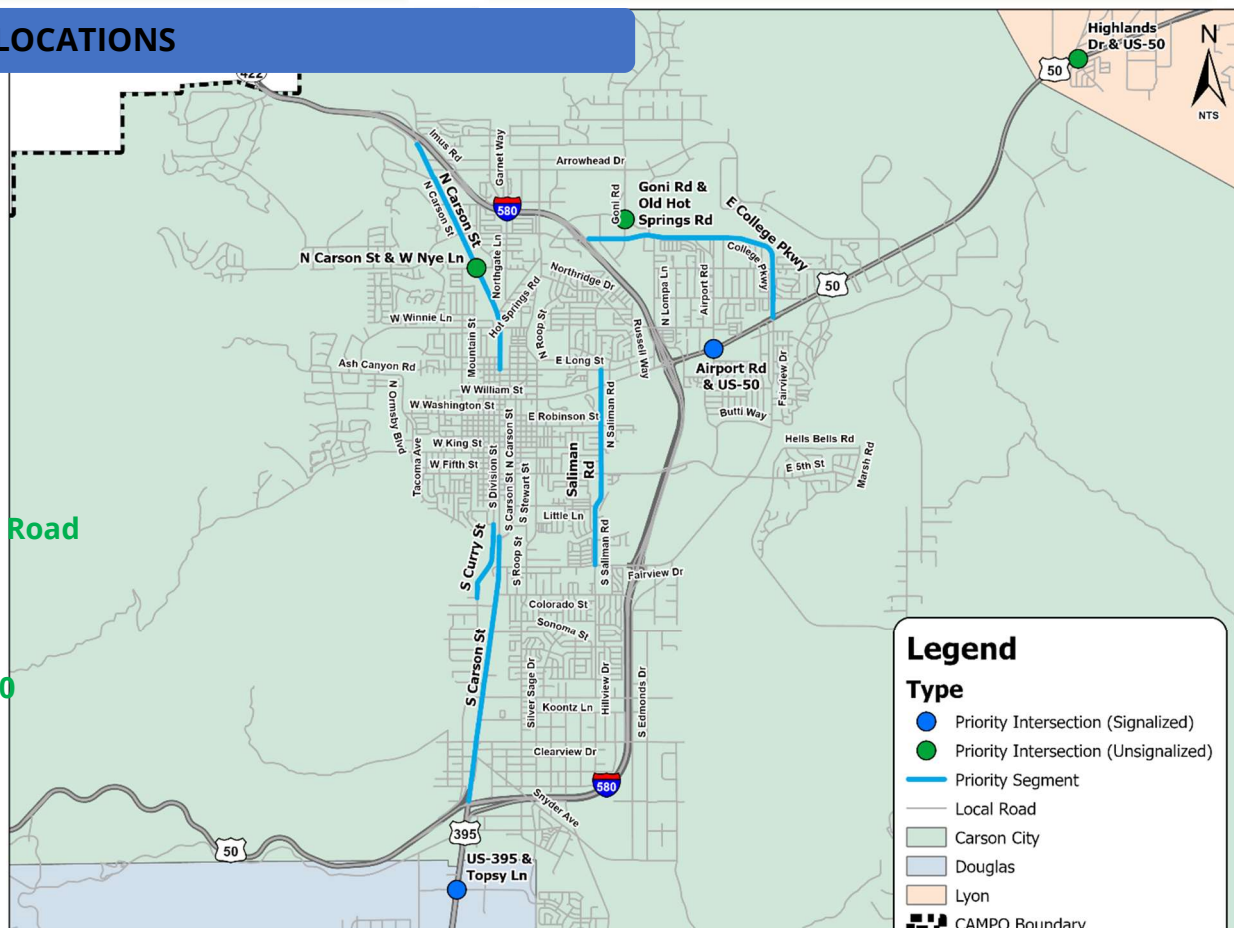 LOCATIONS
Highlands
Dr & US-50
N
NTS
50
422
Imus Rd
Garnet Way
Arrowhead Dr
Goni Rd
Goni Rd &
Old Hot
Springs Rd
E College Pkwy
College Pkwy
N Carson St
N Carson St
580
N Carson St & W Nye Ln
Northgate Ln
Northridge Dr
N Lompa Ln
Airport Rd
50
Hot Springs Rd
W Winnie Ln
Mountain St
N Roop St
Russell Way
E Long St
Ash Canyon Rd
Airport Rd
& US-50
Fairview Dr
N Ormsby Blvd
W William St
W Washington St
N Saliman Rd
E Robinson St
Butti Way
N Carson St
W King St
W Fifth St
Tacoma Ave
S Division St
S Carson St
S Stewart St
Saliman
Rd
Hells Bells Rd
E 5th St
Marsh Rd
Little Ln
Road
S Curry St
S Roop St
S Saliman Rd
Fairview Dr
Colorado St
Sonoma St
S Carson St
Silver Sage Dr
Hillview Dr
S Edmonds Dr
Koontz Ln
0
Clearview Dr
580
Snyder Ave
395
50
US-395 &
Topsy Ln
Legend
Type
Priority Intersection (Signalized)
Priority Intersection (Unsignalized)
Priority Segment
Local Road
Carson City
Douglas
Lyon
CAMPO Boundary